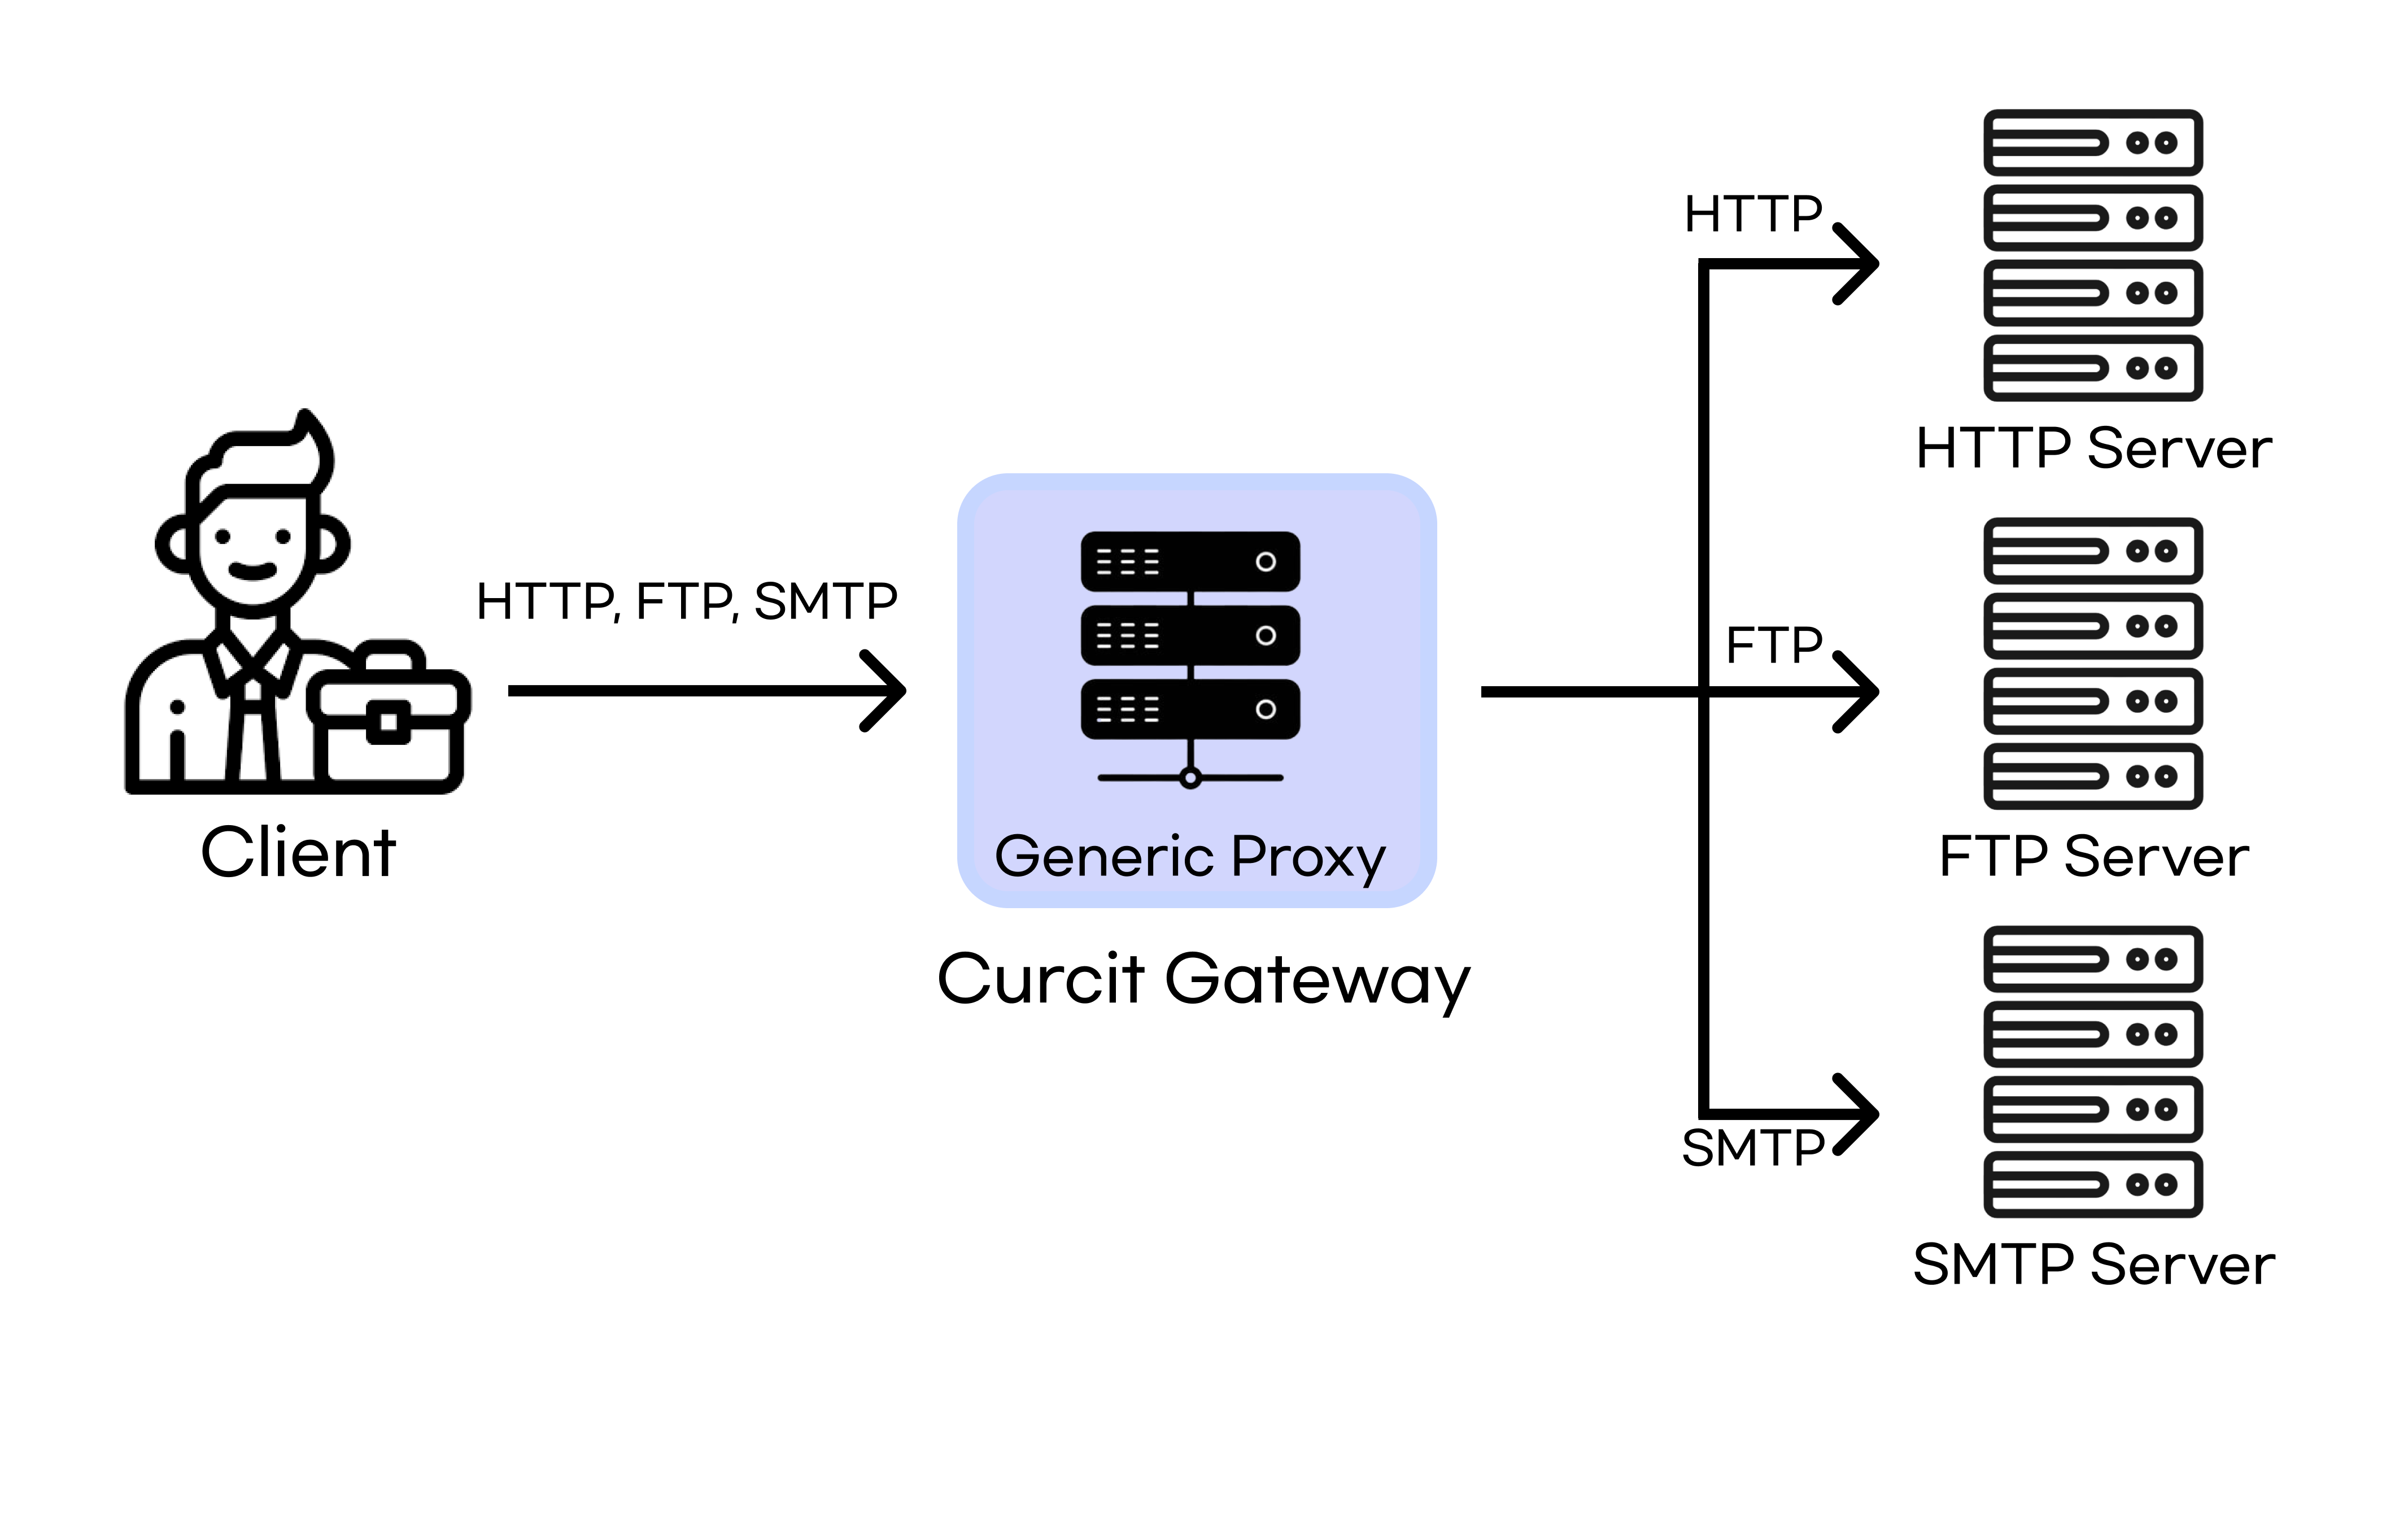 Client
HTTP, FTP, SMTP
Generic Proxy
Curcit Gateway
HTTP
HTTP Server
FTP
FTP Server
SMTP
SMTP Server